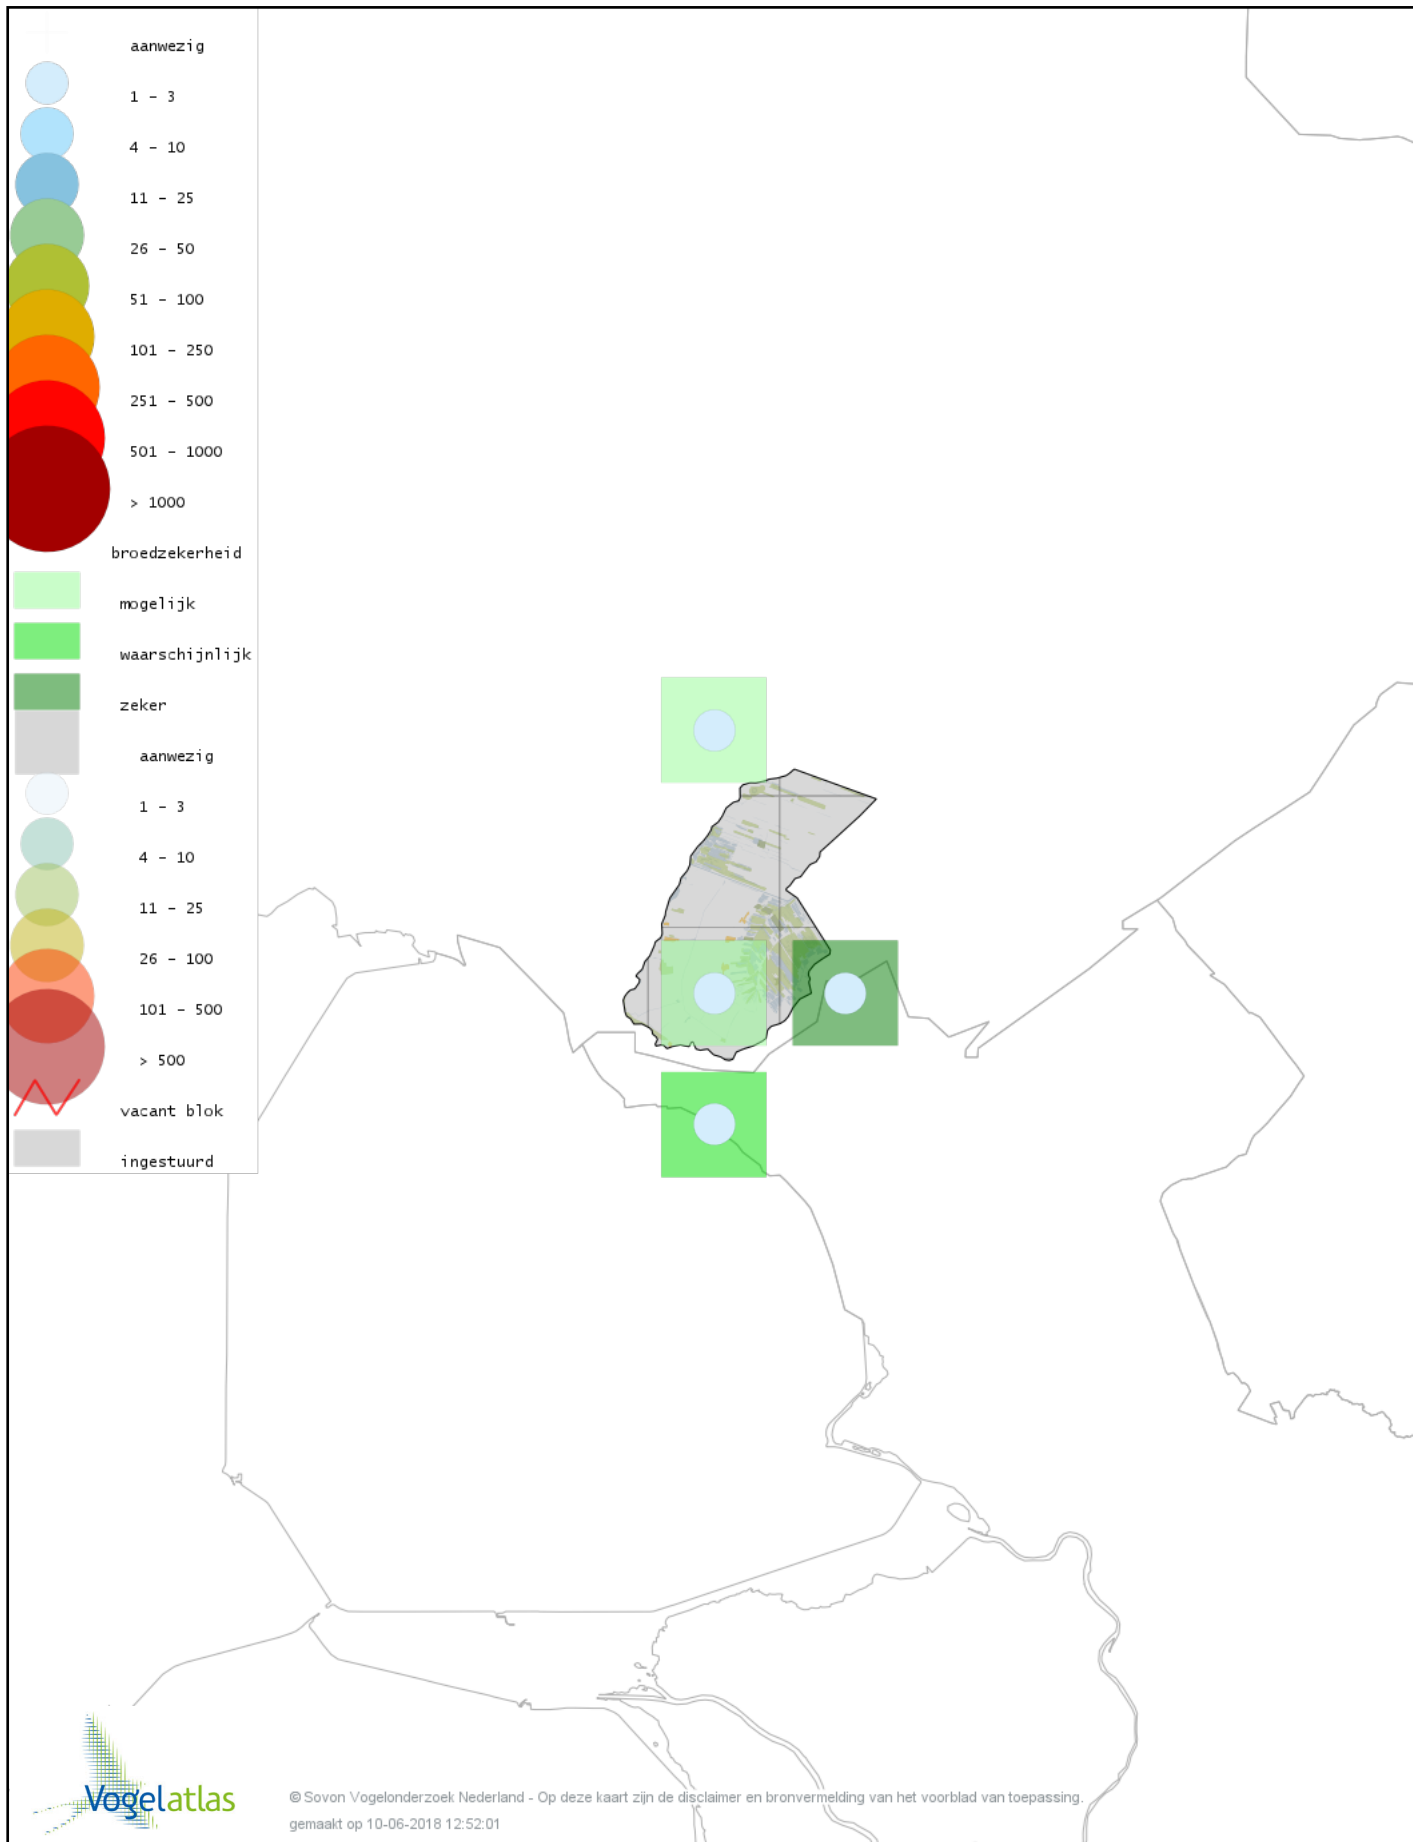 aanwezig
1 - 3
4 - 10
11 - 25
26 - 50
51 - 100
101 - 250
251 - 500
501 - 1000
> 1000
broedzekerheid
mogelijk
waarschijnlijk
zeker
aanwezig
1 - 3
4 - 10
11 - 25
26 - 100
101 - 500
> 500
vacant blok
ingestuurd
Vogelatlas
© Sovon Vogelonderzoek Nederland - Op deze kaart zijn de disclaimer en bronvermelding van het voorblad van toepassing.
gemaakt op 10-06-2018 12:52:01